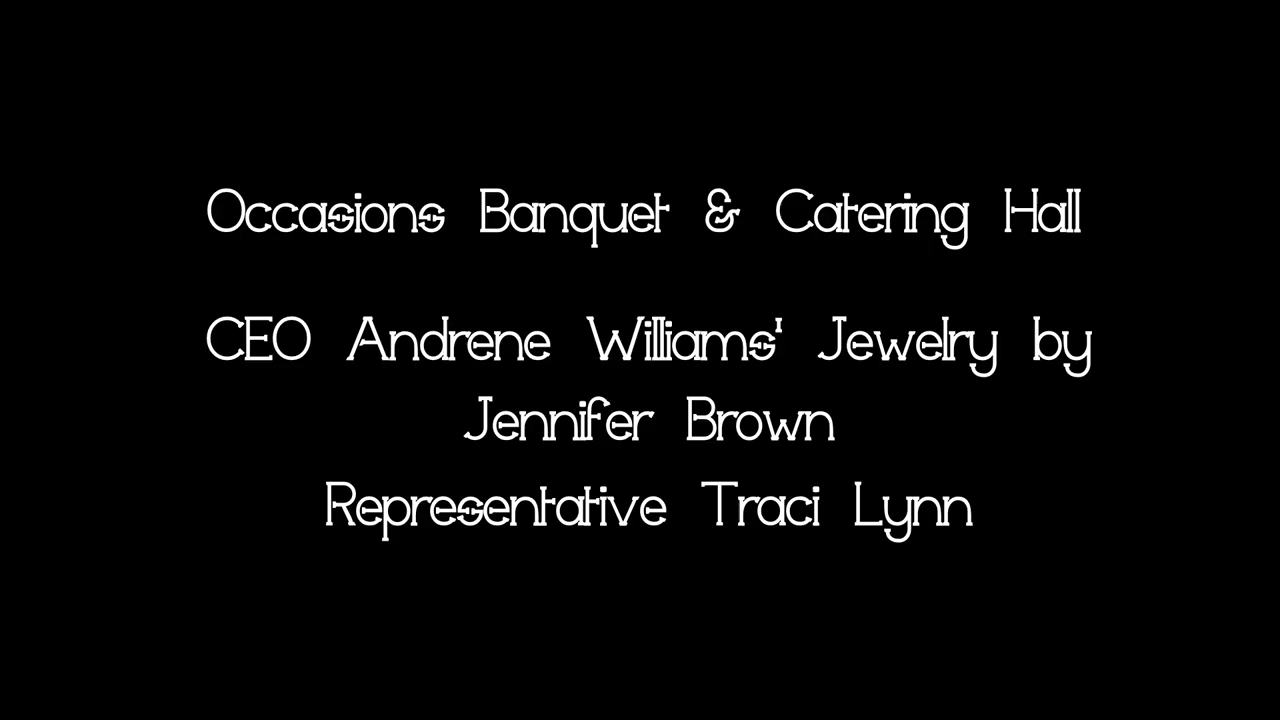 Occasions Banquet & Catering Hall
CEO Andrene Williams' Jewelry by
Jennifer Brown
Representative Traci Lynn